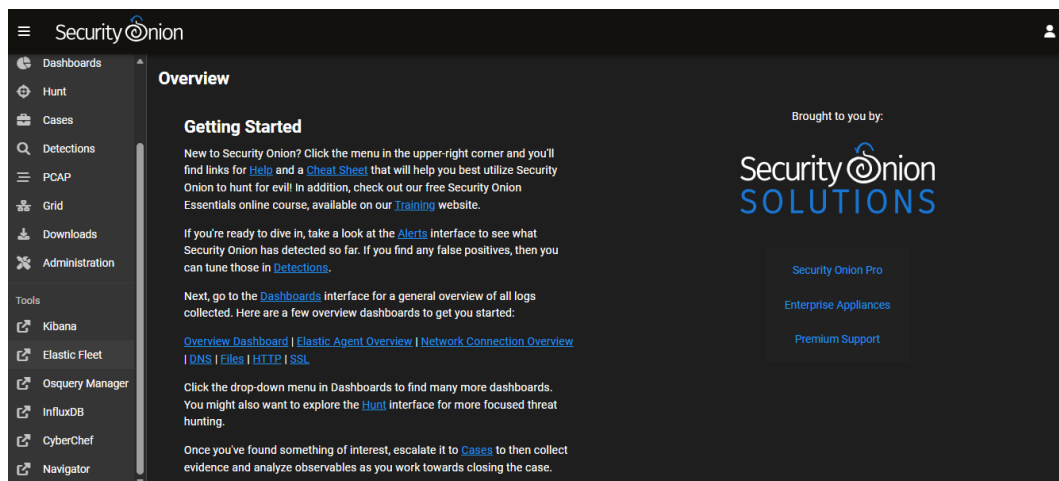 Security Onion
Dashboards
Hunt
Cases
Detections
PCAP
Grid
Downloads
Administration
Tools
Kibana
Elastic Fleet
Osquery Manager
InfluxDB
CyberChef
Navigator
Overview
Getting Started
New to Security Onion? Click the menu in the upper-right corner and you'll
find links for Help and a Cheat Sheet that will help you best utilize Security
Onion to hunt for evil! In addition, check out our free Security Onion
Essentials online course, available on our Training website.
If you're ready to dive in, take a look at the Alerts interface to see what
Security Onion has detected so far. If you find any false positives, then you
can tune those in Detections.
Next, go to the Dashboards interface for a general overview of all logs
collected. Here are a few overview dashboards to get you started:
Overview Dashboard | Elastic Agent Overview | Network Connection Overview
| DNS | Files | HTTP | SSL
Click the drop-down menu in Dashboards to find many more dashboards.
You might also want to explore the Hunt interface for more focused threat
hunting.
Once you've found something of interest, escalate it to Cases to then collect
evidence and analyze observables as you work towards closing the case.
Brought to you by:
Security Onion
SOLUTIONS
Security Onion Pro
Enterprise Appliances
Premium Support